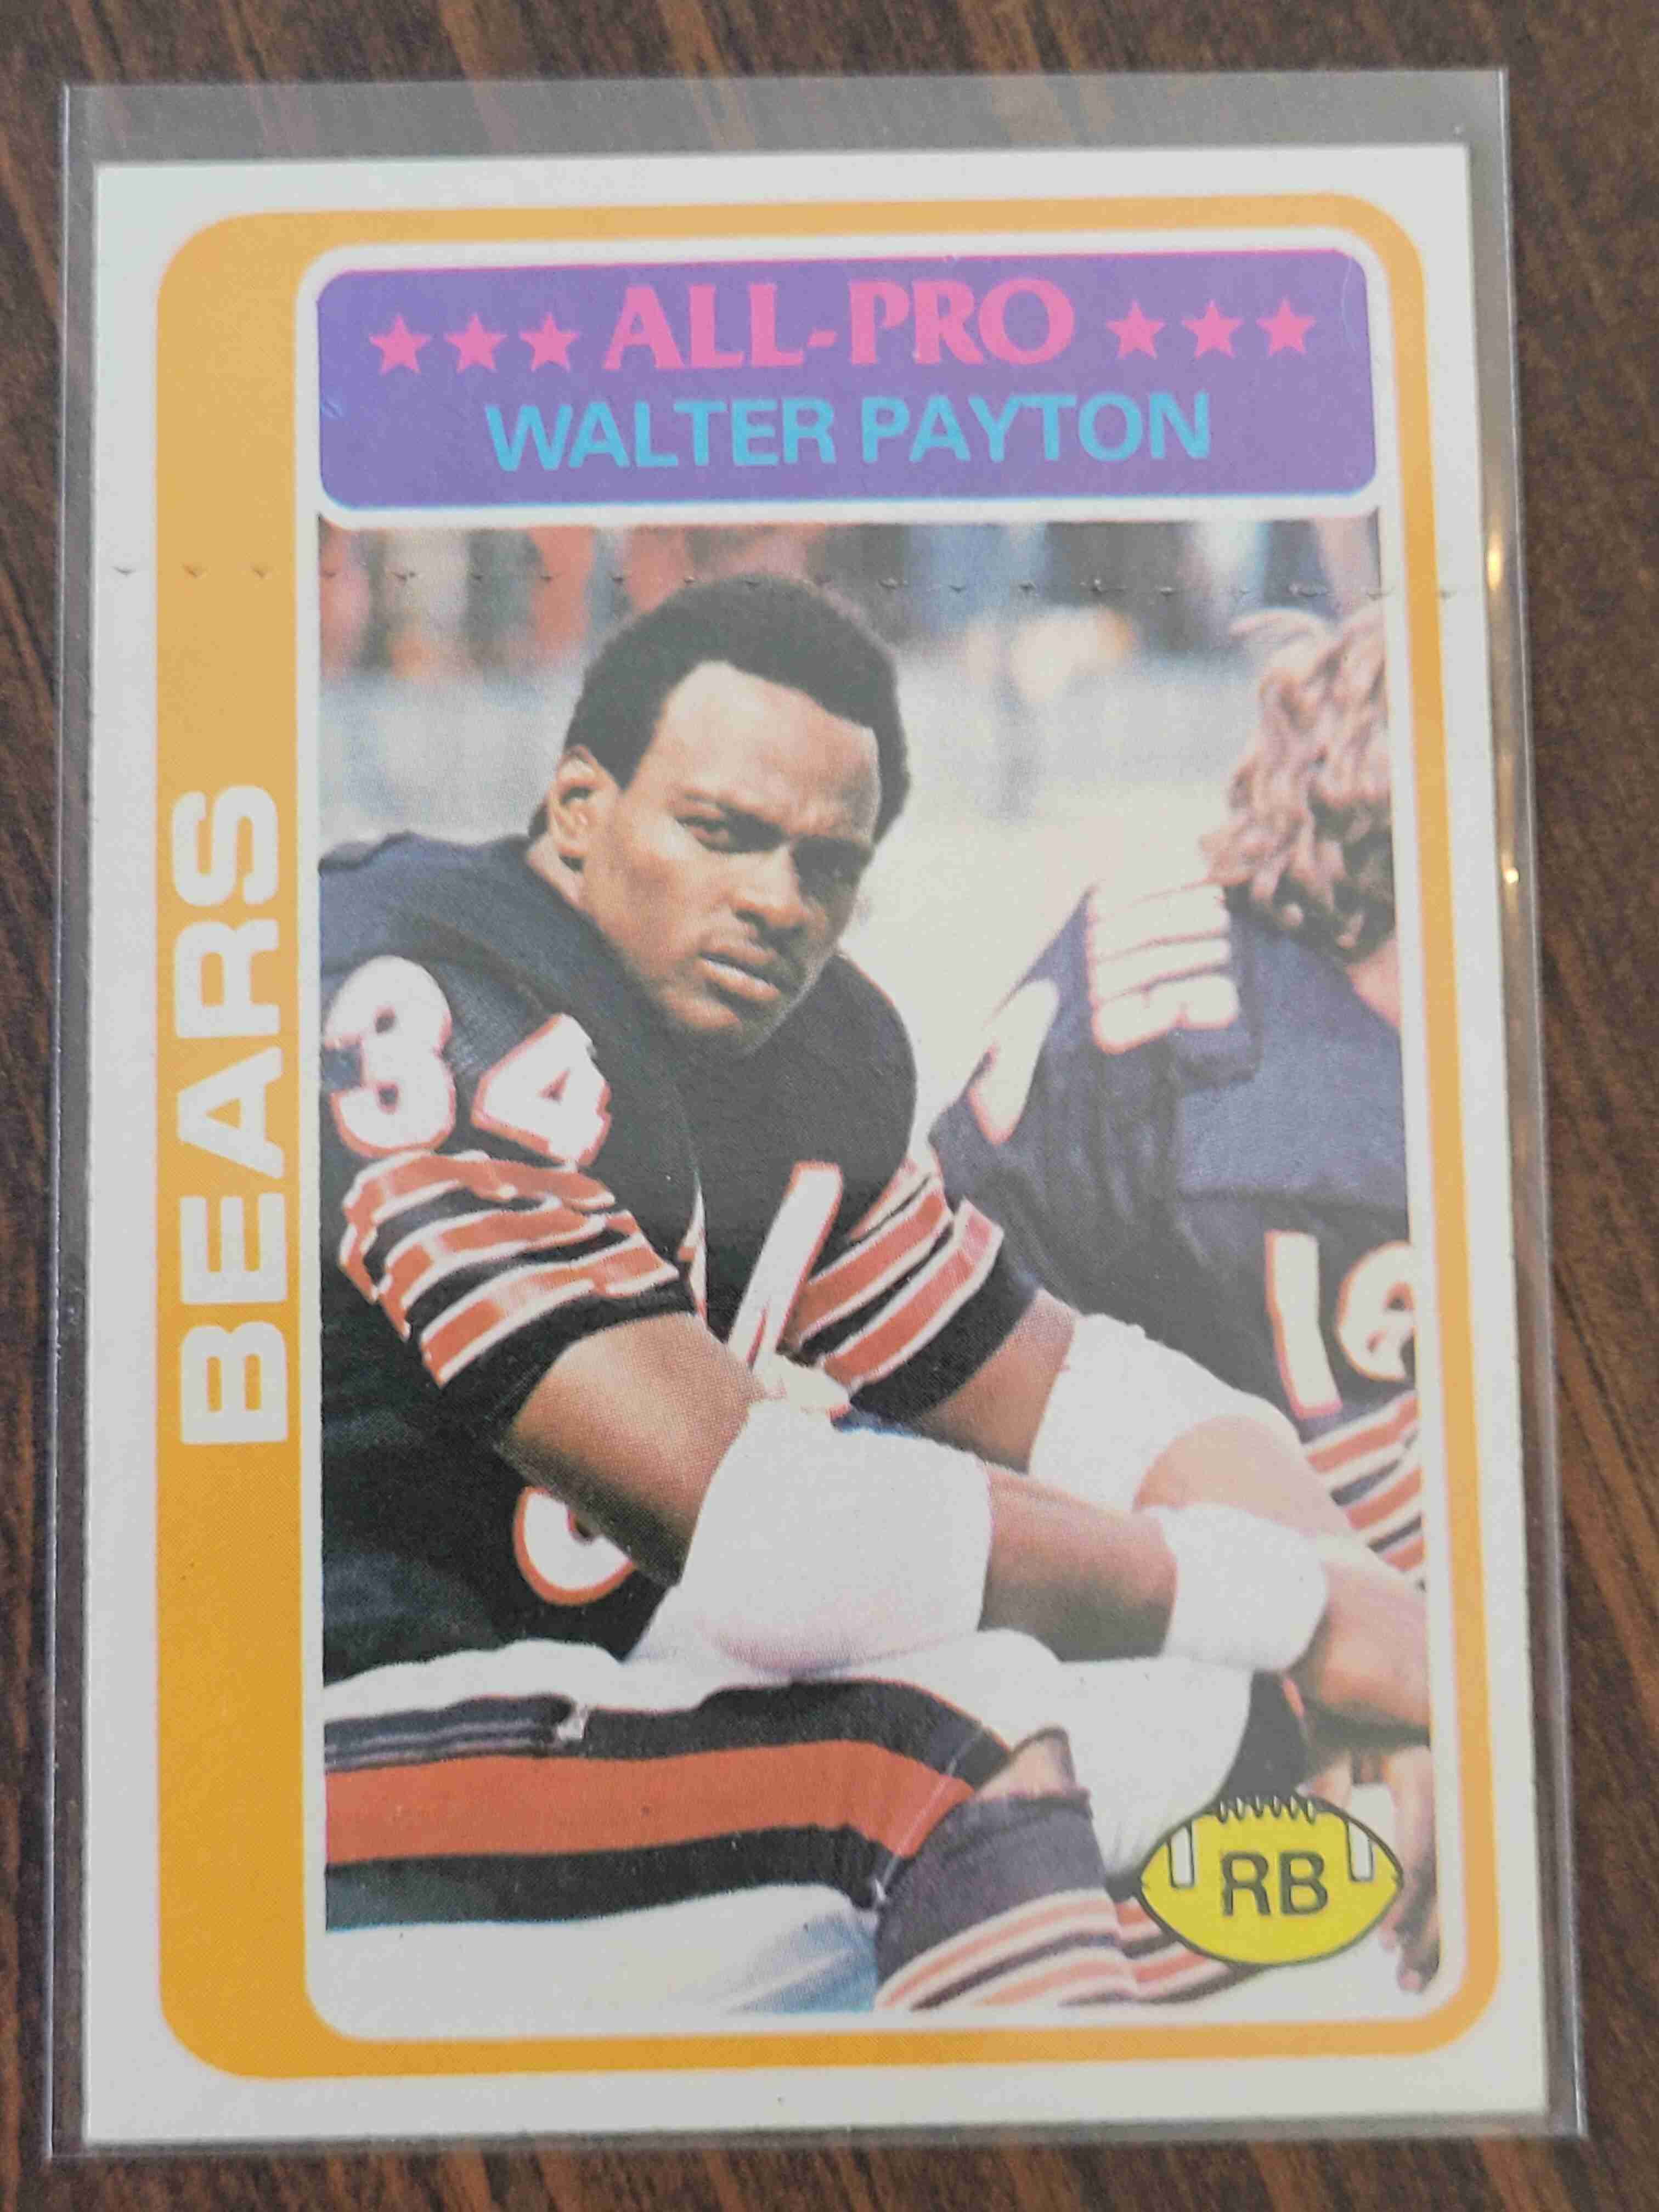 ★★★ ALL-PRO ★★★
WALTER PAYTON
BEARS
34
RB